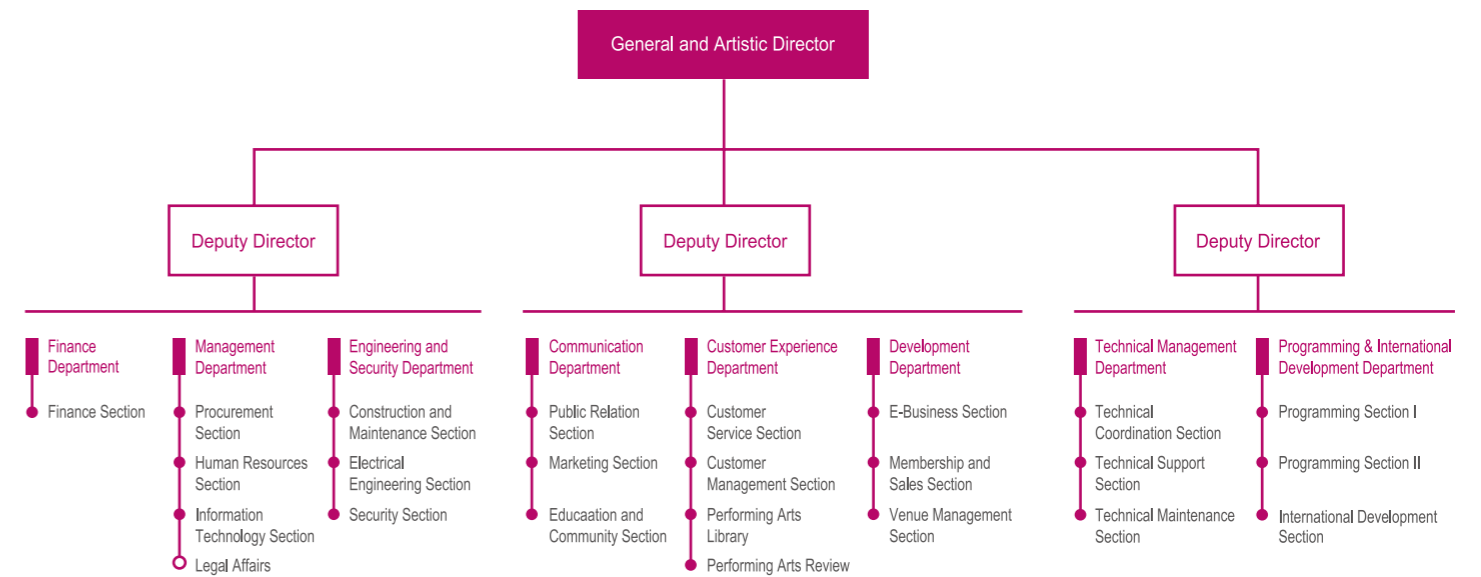 General and Artistic Director
Deputy Director
Deputy Director
Deputy Director
Finance
Department
Finance Section
Management
Department
Procurement
Section
Human Resources
Section
Information
Technology Section
Legal Affairs
Engineering and
Security Department
Construction and
Maintenance Section
Electrical
Engineering Section
Security Section
Communication
Department
Public Relation
Section
Marketing Section
Educaation and
Community Section
Customer Experience
Department
Customer
Service Section
Customer
Management Section
Performing Arts
Library
Performing Arts Review
Development
Department
E-Business Section
Membership and
Sales Section
Venue Management
Section
Technical Management
Department
Technical
Coordination Section
Technical Support
Section
Technical Maintenance
Section
Programming & International
Development Department
Programming Section I
Programming Section II
International Development
Section